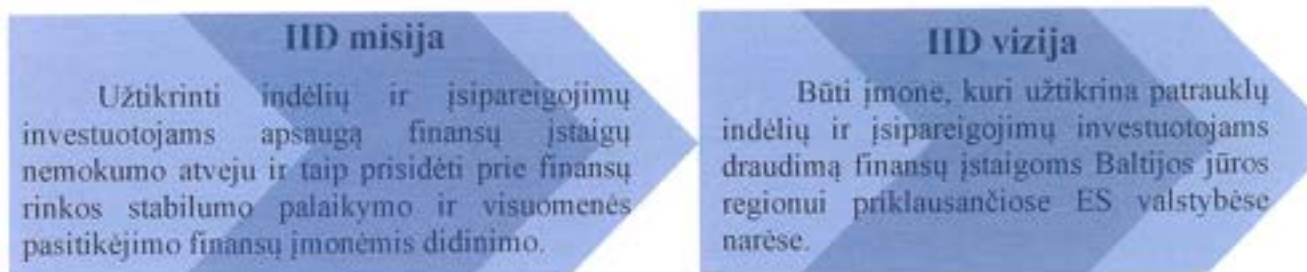 IID misija
Užtikrinti indėlių ir įsipareigojimų
investuotojams apsaugą finansų įstaigų
nemokumo atveju ir taip prisidėti prie finansų
rinkos stabilumo palaikymo ir visuomenės
pasitikėjimo finansų įmonėmis didinimo.
IID vizija
Būti įmone, kuri užtikrina patrauklų
indėlių ir įsipareigojimų investuotojams
draudimą finansų įstaigoms Baltijos jūros
regionui priklausančiose ES valstybėse
narėse.